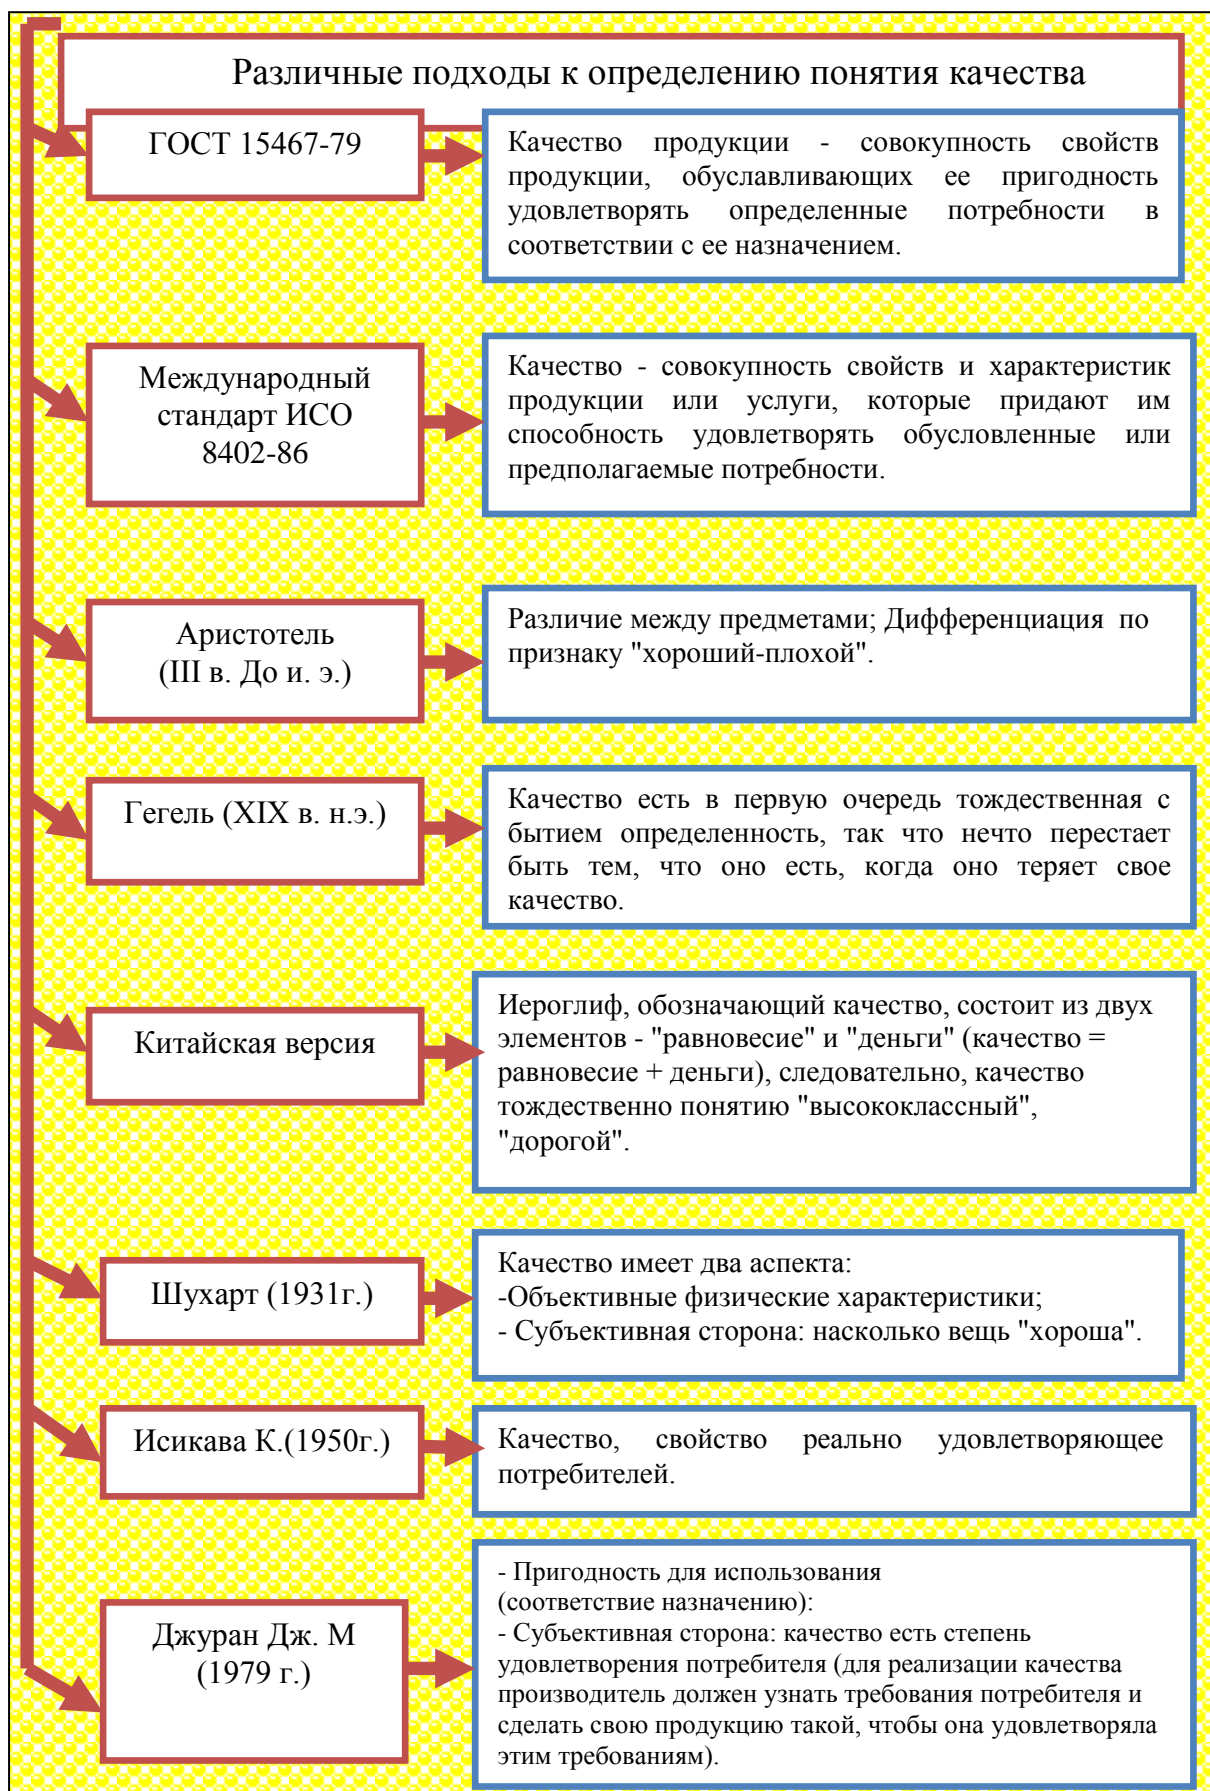 Различные подходы к определению понятия качества
ГОСТ 15467-79
Качество продукции - совокупность свойств
продукции, обуславливающих ее пригодность
удовлетворять определенные потребности в
соответствии с ее назначением.
Международный
стандарт ИСО
8402-86
Качество - совокупность свойств и характеристик
продукции или услуги, которые придают им
способность удовлетворять обусловленные или
предполагаемые потребности.
Аристотель
(III в. До и. э.)
Различие между предметами; Дифференциация по
признаку "хороший-плохой".
Гегель (XIX в. н.э.)
Качество есть в первую очередь тождественная с
бытием определенность, так что нечто перестает
быть тем, что оно есть, когда оно теряет свое
качество.
Китайская версия
Иероглиф, обозначающий качество, состоит из двух
элементов - "равновесие" и "деньги" (качество =
равновесие + деньги), следовательно, качество
тождественно понятию "высококлассный",
"дорогой".
Шухарт (1931г.)
Качество имеет два аспекта:
-Объективные физические характеристики;
- Субъективная сторона: насколько вещь "хороша".
Исикава К.(1950г.)
Качество, свойство реально удовлетворяющее
потребителей.
Джуран Дж. М
(1979 г.)
- Пригодность для использования
(соответствие назначению):
- Субъективная сторона: качество есть степень
удовлетворения потребителя (для реализации качества
производитель должен узнать требования потребителя и
сделать свою продукцию такой, чтобы она удовлетворяла
этим требованиям).